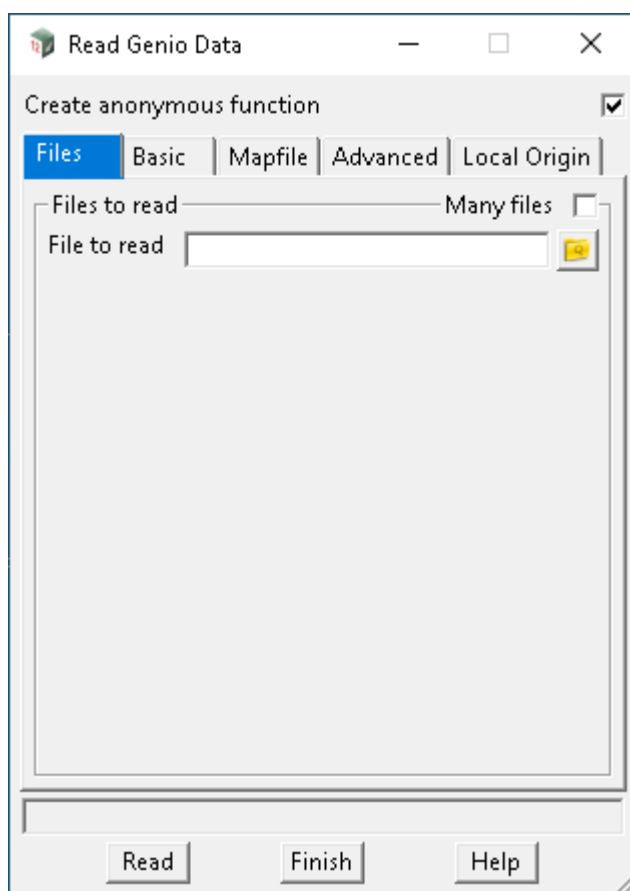 Read Genio Data
Create anonymous function
Files Basic Mapfile Advanced Local Origin
Files to read Many files
File to read
Read Finish Help